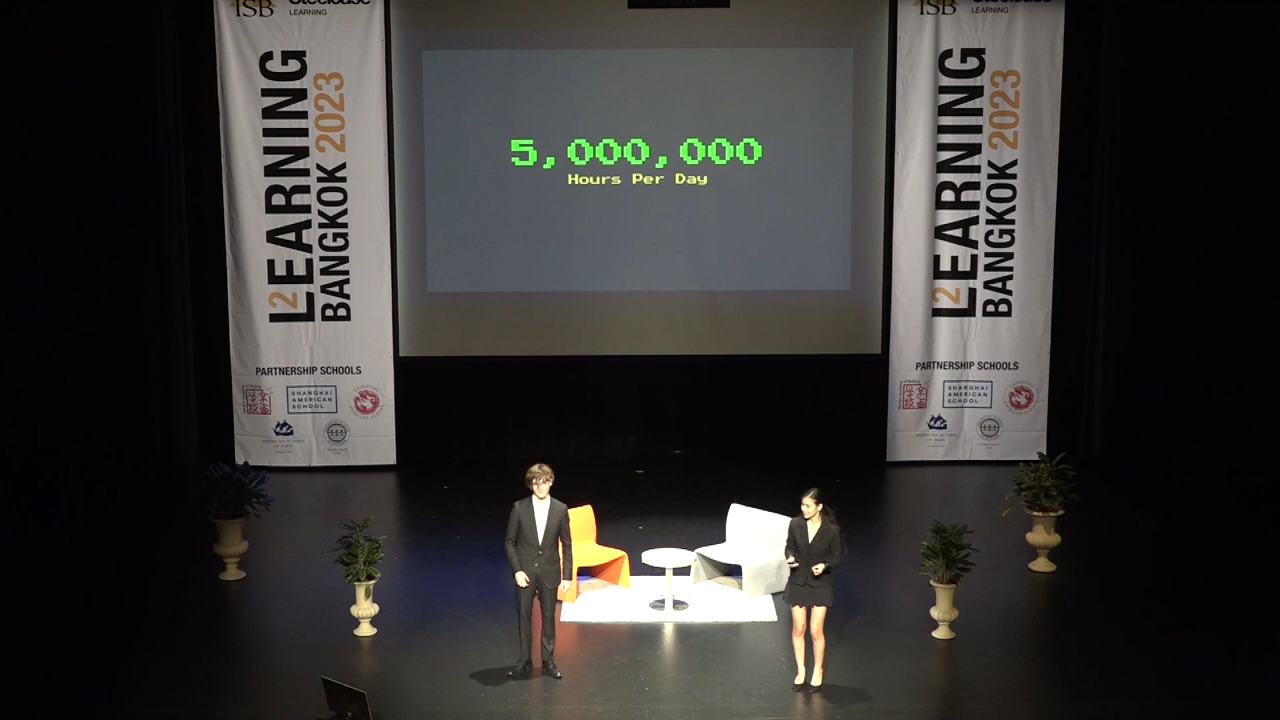 ISB
Steelcase
LEARNING
L2EARNING
BANGKOK 2023
PARTNERSHIP SCHOOLS
SHANGHAI
AMERICAN
SCHOOL
5,000,000
Hours Per Day
ISB
Steelcase
LEARNING
L2EARNING
BANGKOK 2023
PARTNERSHIP SCHOOLS
SHANGHAI
AMERICAN
SCHOOL